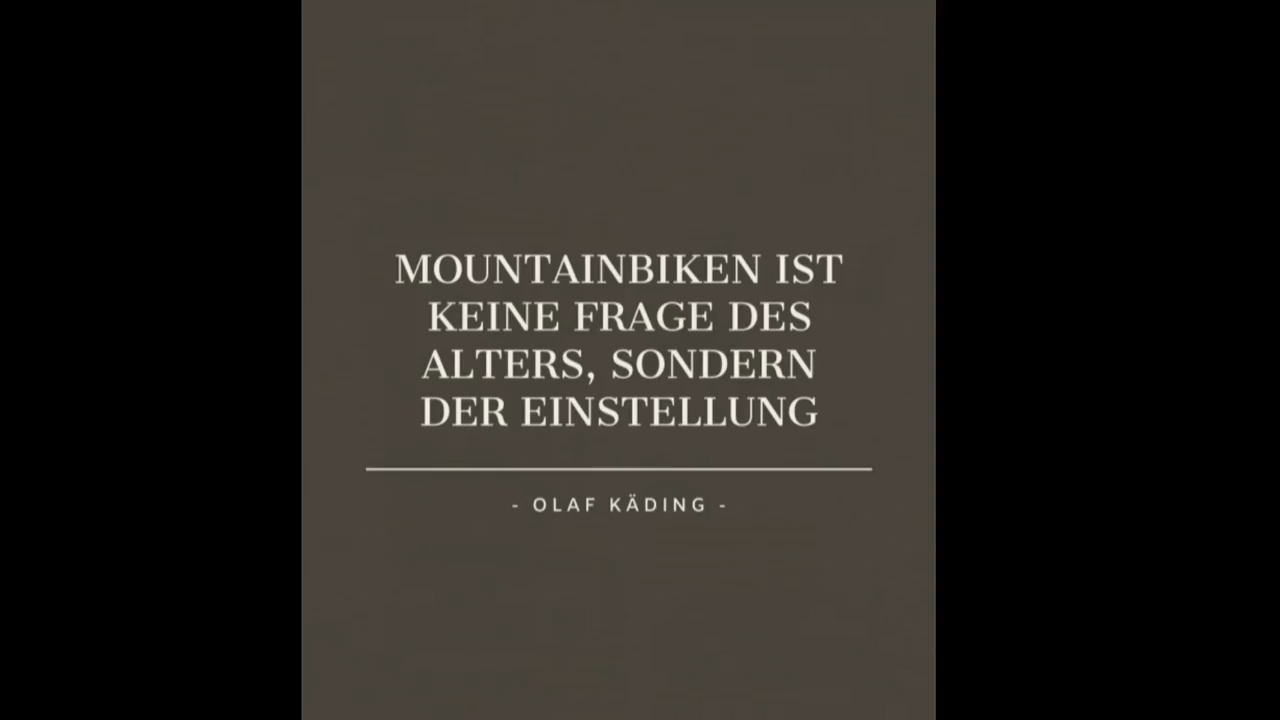 MOUNTAINBIKEN IST
KEINE FRAGE DES
ALTERS, SONDERN
DER EINSTELLUNG
- OLAF KÄDING -